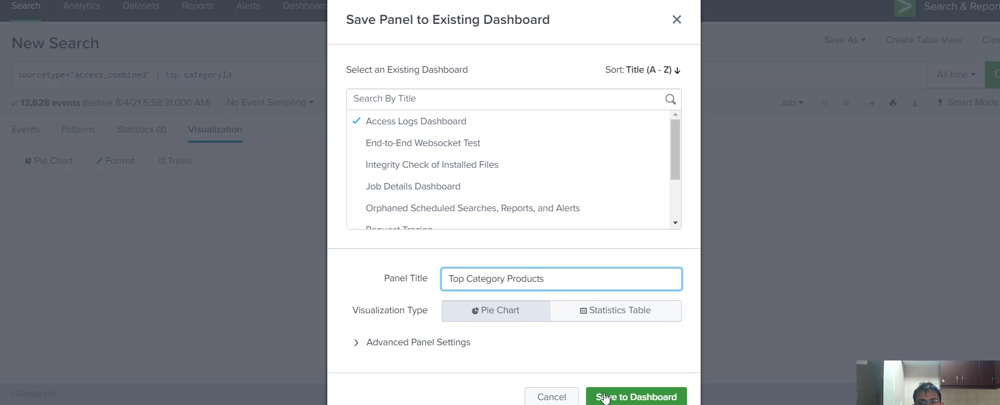 Search Analytics Datasets Reports Alerts Dashboard Search & Report
Save Panel to Existing Dashboard
New Search
Save As Create Table View Clos
Select an Existing Dashboard Sort: Title (A - Z)
sourcetype="access_combined" | top categoryId
All time
Search By Title
13,628 events (before 8/4/21 5:58:31.000 AM) No Event Sampling
Job Smart Mode
Access Logs Dashboard
Events Patterns Statistics (8) Visualization
End-to-End Websocket Test
Pie Chart Format Trellis
Integrity Check of Installed Files
Job Details Dashboard
Orphaned Scheduled Searches, Reports, and Alerts
Request Tracing
Panel Title Top Category Products
Visualization Type Pie Chart Statistics Table
Advanced Panel Settings
categoryId
Cancel Save to Dashboard